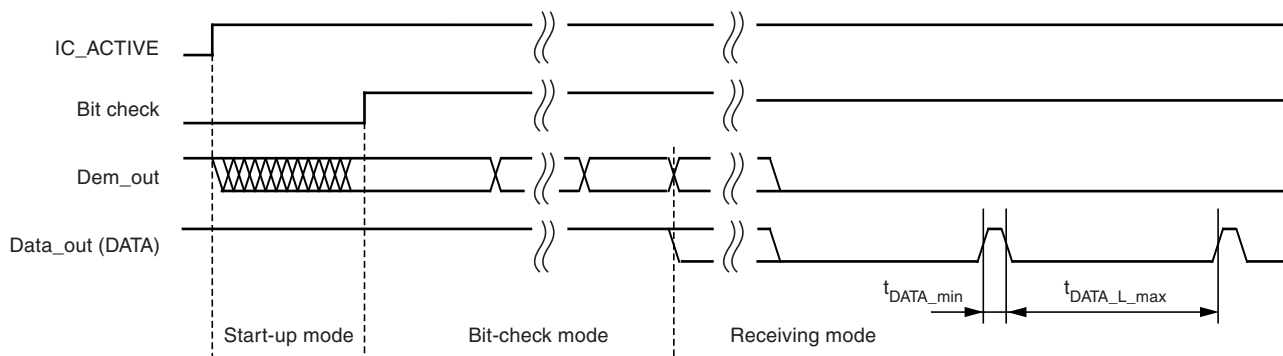 IC_ACTIVE
Bit check
Dem_out
Data_out (DATA)
tDATA_min
tDATA_L_max
Start-up mode
Bit-check mode
Receiving mode